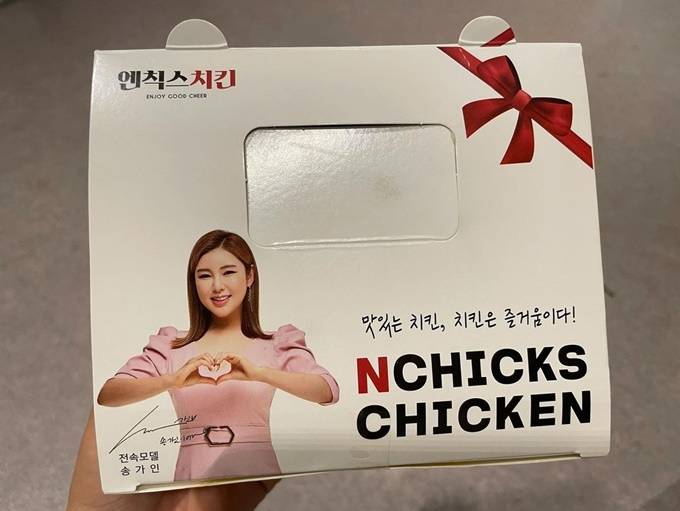 엔칙스치킨
ENJOY GOOD CHEER
맛있는 치킨, 치킨은 즐거움이다!
NCHICKS
CHICKEN
전속모델
송가인